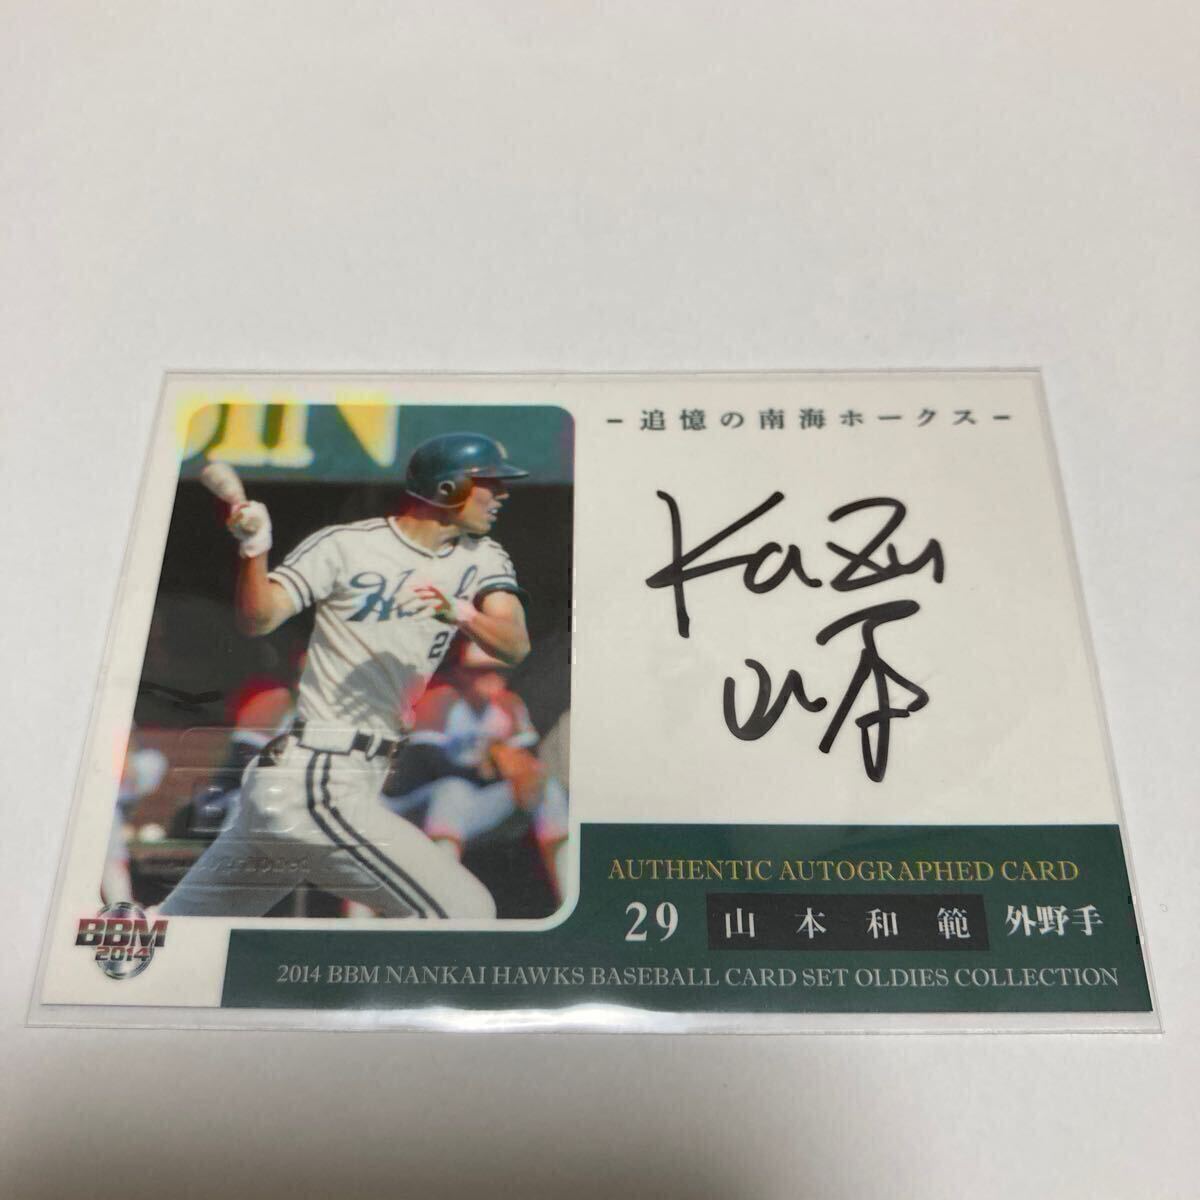 - 追憶の南海ホークス -
Kazu
山本
AUTHENTIC AUTOGRAPHED CARD
29 山本和範 外野手
BBM
2014
2014 BBM NANKAI HAWKS BASEBALL CARD SET OLDIES COLLECTION